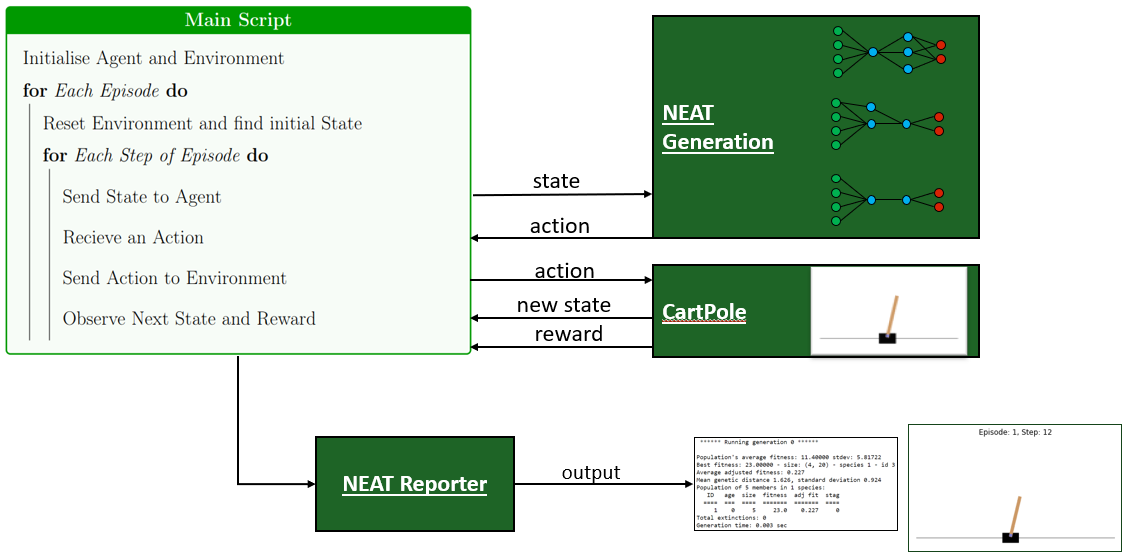 Main Script
Initialise Agent and Environment
for Each Episode do
Reset Environment and find initial State
for Each Step of Episode do
Send State to Agent
Recieve an Action
Send Action to Environment
Observe Next State and Reward
state
action
NEAT
Generation
action
new state
reward
CartPole
NEAT Reporter
output
****** Running generation 0 ******
Population's average fitness: 11.40000 stdev: 5.81722
Best fitness: 23.00000 - size: (4, 20) - species 1 - id 3
Average adjusted fitness: 0.227
Mean genetic distance 1.626, standard deviation 0.924
Population of 5 members in 1 species:
ID age size fitness adj fit stag
==== === ==== ======= ======= ====
1 0 5 23.0 0.227 0
Total extinctions: 0
Generation time: 0.003 sec
Episode: 1, Step: 12